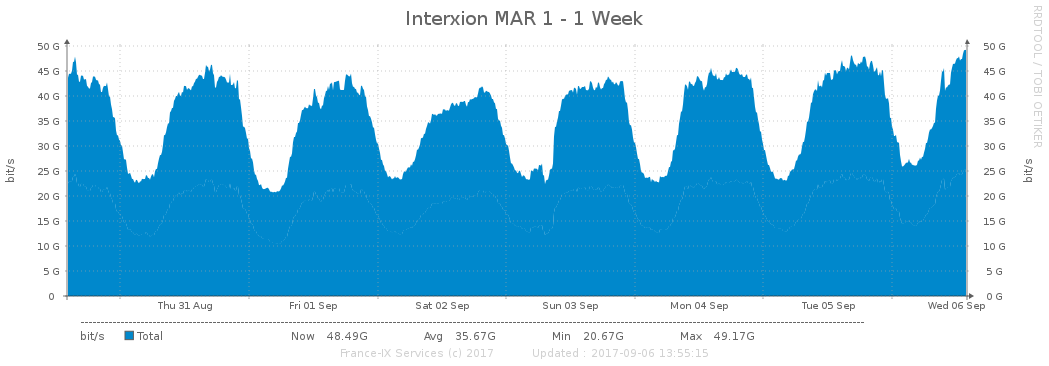 Interxion MAR 1 - 1 Week
RRDTOOL / TOBI OETIKER
bit/s
50 G 50 G
45 G 45 G
40 G 40 G
35 G 35 G
30 G 30 G
25 G 25 G
20 G 20 G
15 G 15 G
10 G 10 G
5 G 5 G
0 0 G
bit/s
Thu 31 Aug Fri 01 Sep Sat 02 Sep Sun 03 Sep Mon 04 Sep Tue 05 Sep Wed 06 Sep
bit/s Total Now 48.49G Avg 35.67G Min 20.67G Max 49.17G
France-IX Services (c) 2017 Updated : 2017-09-06 13:55:15